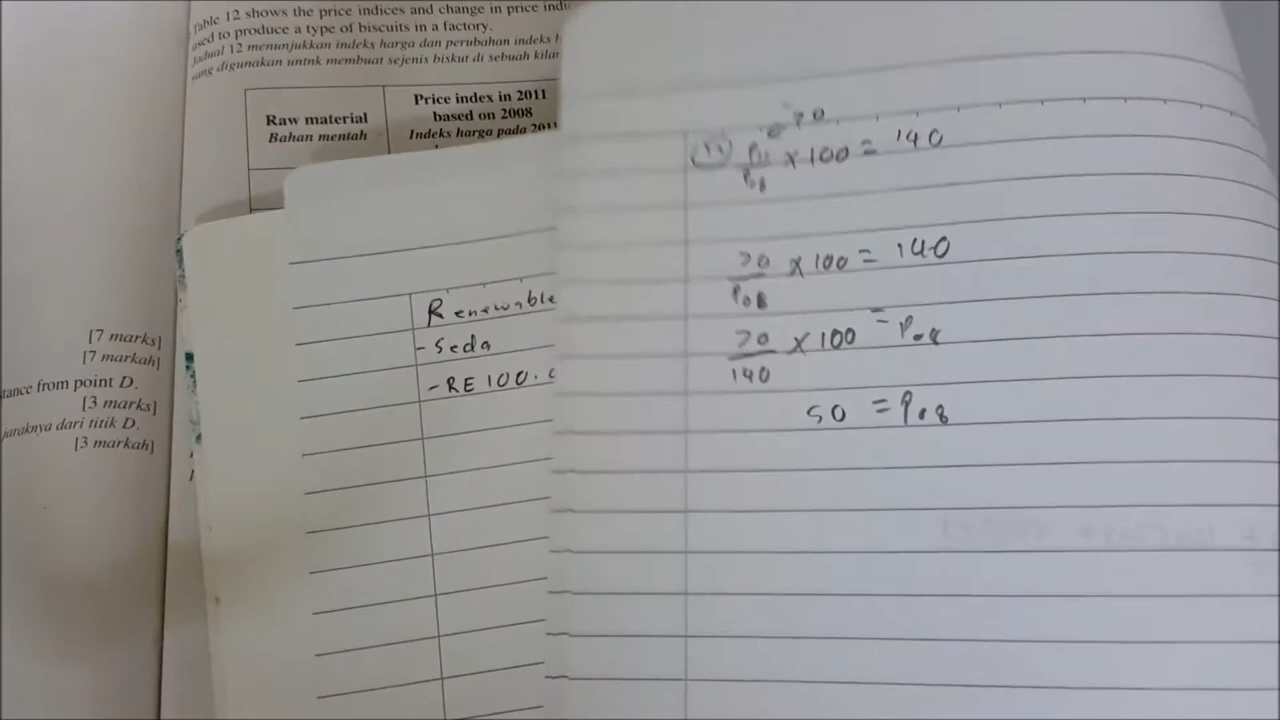 Table 12 shows the price indices and change in price indi
used to produce a type of biscuits in a factory.
Jadual 12 menunjukkan indeks harga dan perubahan indeks h
yang digunakan untnk membuat sejenis biskut di sebuah kilan
Raw material
Bahan mentah
Price index in 2011
based on 2008
Indeks harga pada 2011
[7 marks]
[7 markah]
tance from point D.
[3 marks]
jaraknya dari titik D.
[3 markah]
Renewable
- Seda
- RE 100.
70
P11/P08 × 100 = 140
70/P08 × 100 = 140
70/140 × 100 = P08
50 = P08